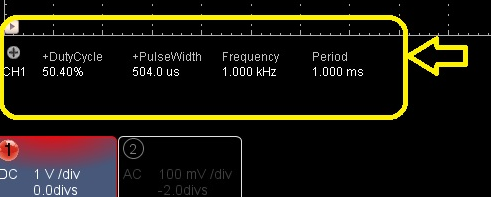 +DutyCycle +PulseWidth Frequency Period
CH1 50.40% 504.0 us 1.000 kHz 1.000 ms
1 2
DC 1 V /div AC 100 mV /div
0.0divs -2.0divs